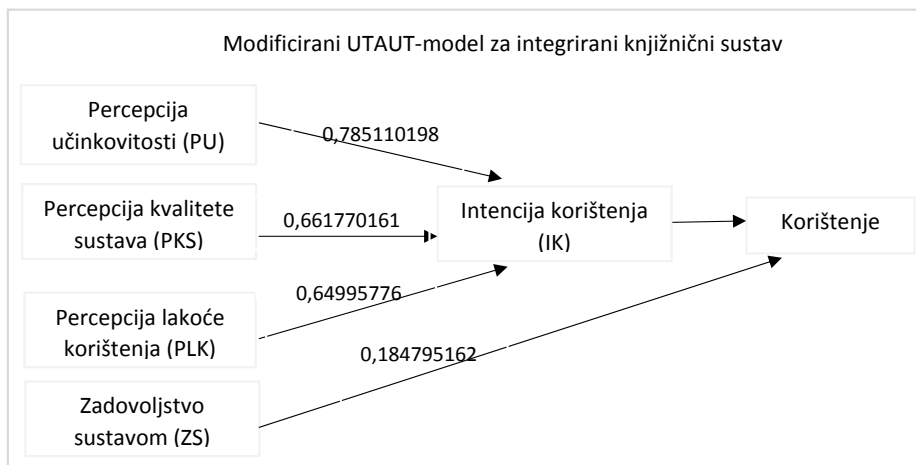 Modificirani UTAUT-model za integrirani knjižnični sustav
Percepcija
učinkovitosti (PU)
0,785110198
Percepcija kvalitete
sustava (PKS)
0,661770161
Intencija korištenja
(IK)
Korištenje
Percepcija lakoće
korištenja (PLK)
0,64995776
0,184795162
Zadovoljstvo
sustavom (ZS)